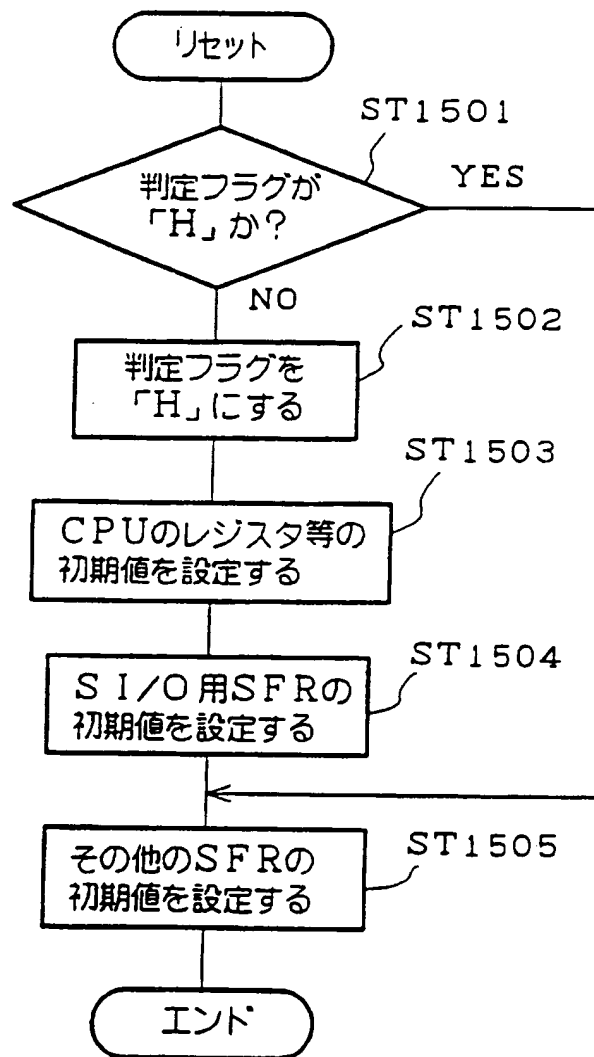 リセット
ST1501
判定フラグが
「H」か?
YES
NO
ST1502
判定フラグを
「H」にする
ST1503
CPUのレジスタ等の
初期値を設定する
ST1504
SI/O用SFRの
初期値を設定する
ST1505
その他のSFRの
初期値を設定する
エンド